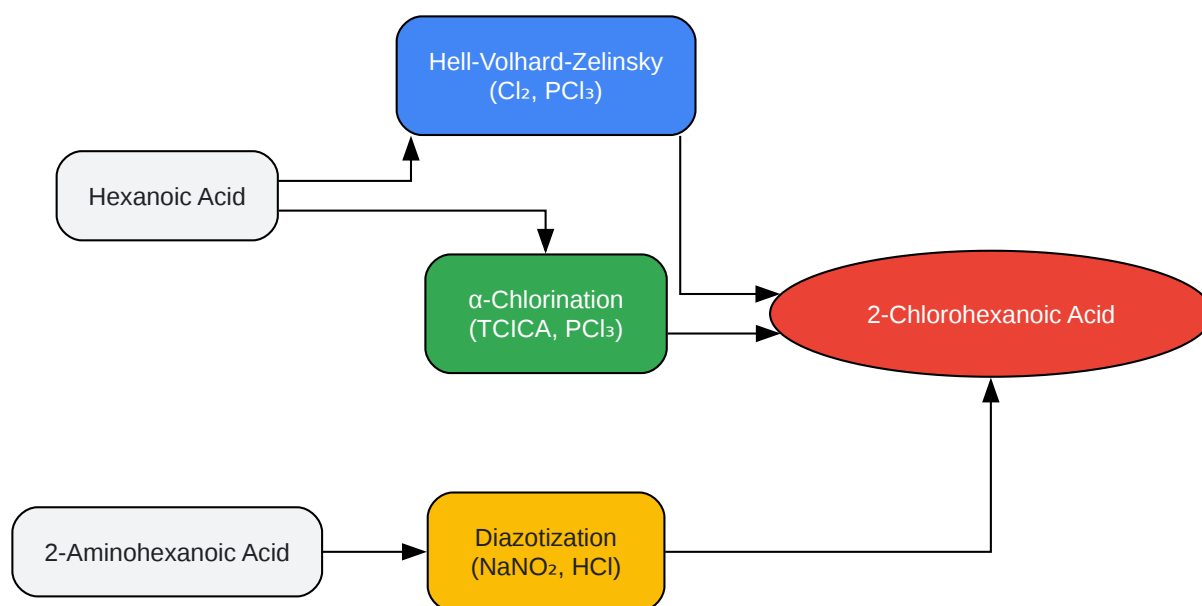 Hell-Volhard-Zelinsky
(Cl₂, PCl₃)
Hexanoic Acid
α-Chlorination
(TCICA, PCl₃)
2-Chlorohexanoic Acid
2-Aminohexanoic Acid
Diazotization
(NaNO₂, HCl)